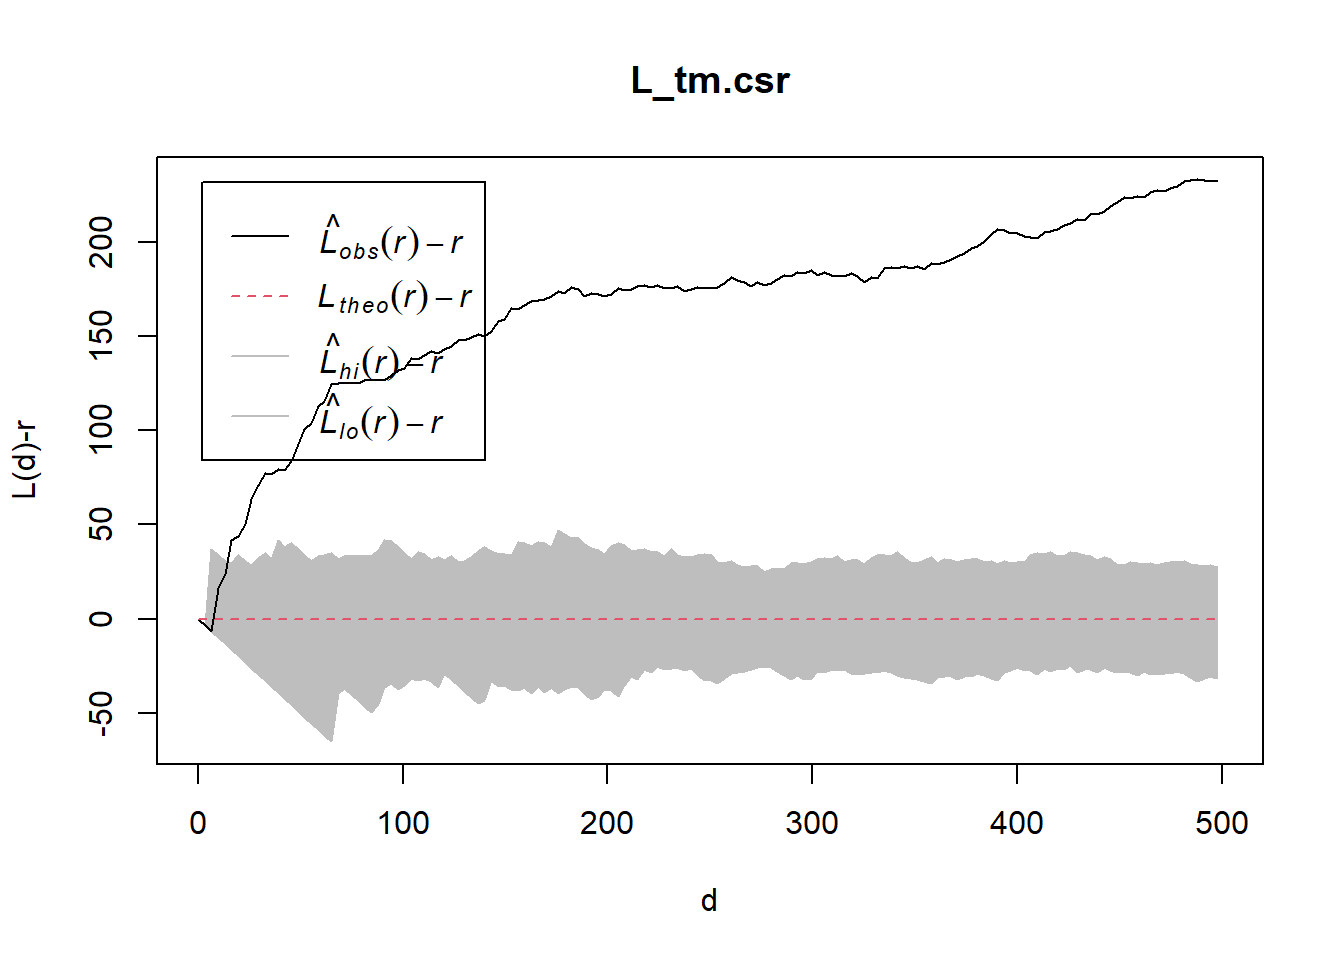 L_tm.csr
L̂obs(r) − r
Ltheo(r) − r
L̂hi(r) − r
L̂lo(r) − r
L(d)-r
200
150
100
50
0
-50
0 100 200 300 400 500
d